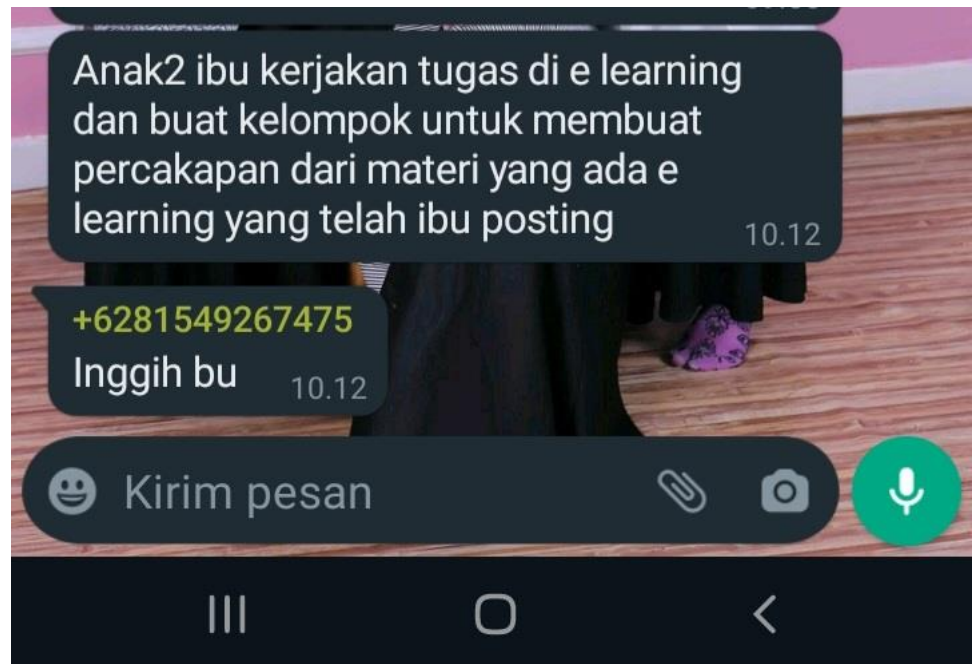 Anak2 ibu kerjakan tugas di e learning
dan buat kelompok untuk membuat
percakapan dari materi yang ada e
learning yang telah ibu posting
10.12
+6281549267475
Inggih bu
10.12
Kirim pesan